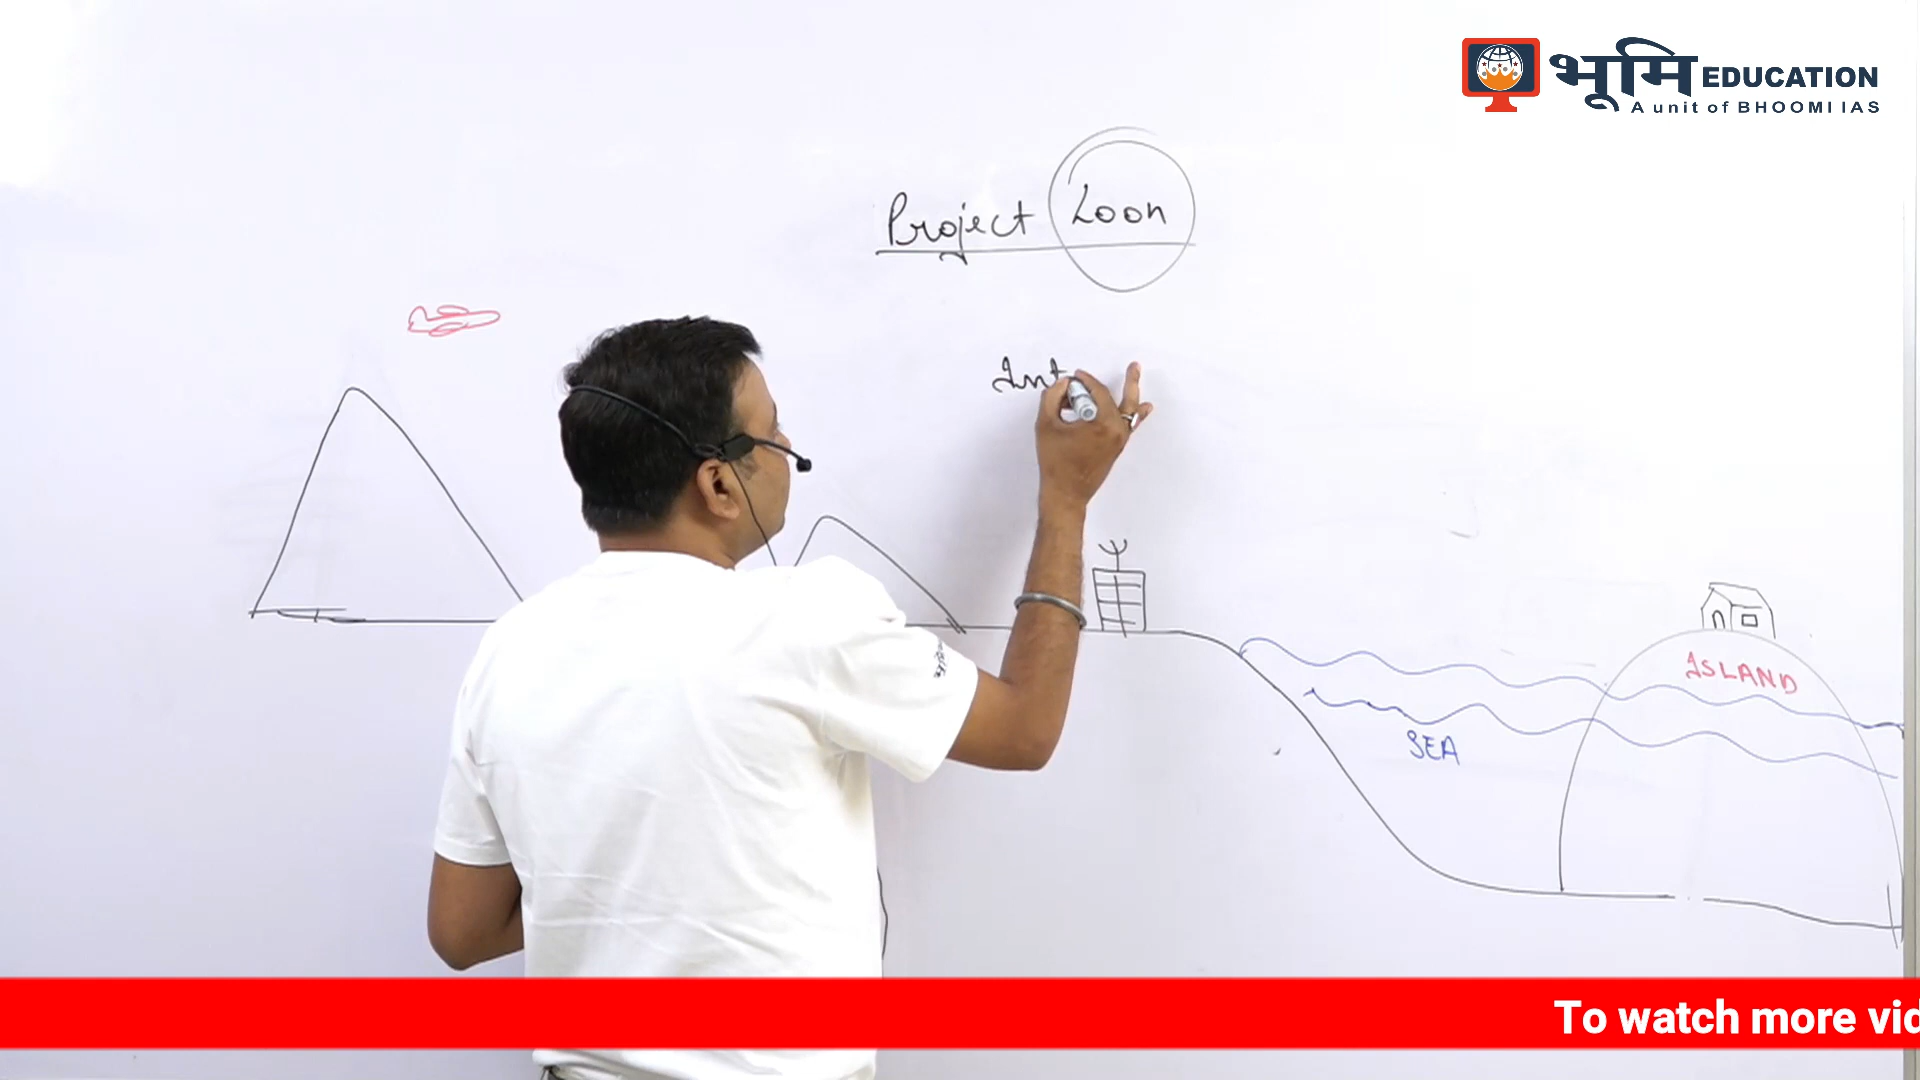 भूमि EDUCATION
A unit of BHOOMI IAS
Project Loon
Int
ISLAND
SEA
To watch more vid